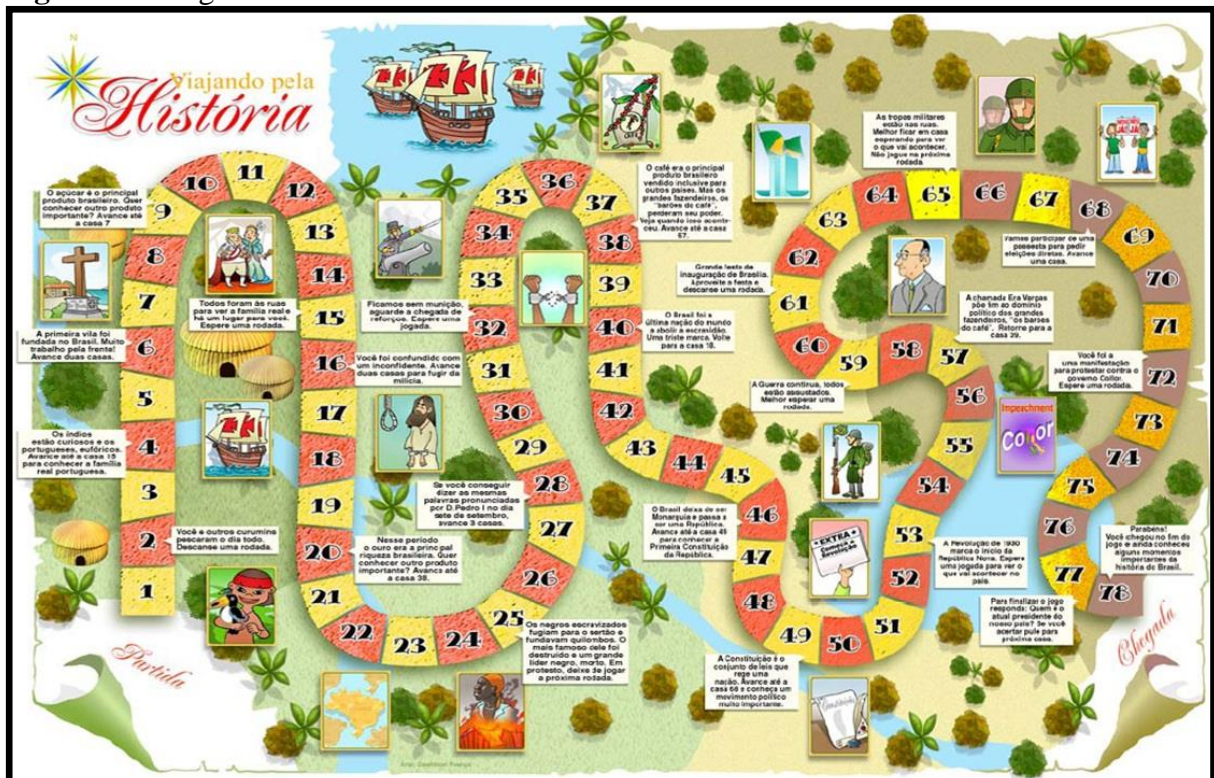 N
Viajando pela
História
O açúcar é o principal
produto brasileiro. Quer
conhecer outro produto
importante? Avance até
a casa 7
A primeira vila foi
fundada no Brasil. Muito
trabalho pela frente!
Avance duas casas.
Os índios
estão curiosos e os
portugueses, eufóricos.
Avance até a casa 15
para conhecer a família
real portuguesa.
Você e outros curumins
pescaram o dia todo.
Descanse uma rodada.
Partida
1
2
3
4
5
6
7
8
9
10
11
12
13
14
15
16
17
18
19
20
21
22
23
24
25
26
27
28
29
30
31
32
33
34
35
36
37
38
39
40
41
42
43
44
45
46
47
48
49
50
51
52
53
54
55
56
57
58
59
60
61
62
63
64
65
66
67
68
69
70
71
72
73
74
75
76
77
78
Todos foram às ruas
para ver a família real e
há um lugar para você.
Espere uma rodada.
Ficamos sem munição,
aguarde a chegada de
reforços. Espere uma
jogada.
Você foi confundido com
um inconfidente. Avance
duas casas para fugir da
milícia.
Se você conseguir
dizer as mesmas
palavras pronunciadas
por D.Pedro I no dia
sete de setembro,
avance 3 casas.
Nesse período
o ouro era a principal
riqueza brasileira. Quer
conhecer outro produto
importante? Avance até
a casa 38.
Os negros escravizados
fugiam para o sertão e
fundavam quilombos. O
mais famoso dele foi
destruído e um grande
líder negro, morto. Em
protesto, deixe de jogar
a próxima rodada.
O café era o principal
produto brasileiro
vendido inclusive para
outros países. Mas os
grandes fazendeiros, os
"barões do café",
perderam seu poder.
Veja quando isso aconte-
ceu. Avance até a casa
57.
O Brasil foi a
última nação do mundo
a abolir a escravidão.
Uma triste marca. Volte
para a casa 18.
O Brasil deixa de ser
Monarquia e passa a
ser uma República.
Avance até a casa 49
para conhecer a
Primeira Constituição
da República.
A Constituição é o
conjunto de leis que
rege uma
nação. Avance até a
casa 68 e conheça um
movimento político
muito importante.
Constituição
EXTRA
Começa a
Revolução.
A Revolução de 1930
marca o início da
República Nova. Espere
uma jogada para ver o
que vai acontecer no
país.
A Guerra continua, todos
estão assustados.
Melhor esperar uma
rodada.
A chamada Era Vargas
põe fim ao domínio
político dos grandes
fazendeiros, "os barões
do café". Retorne para a
casa 39.
Grande festa de
inauguração de Brasília.
Aproveite a festa e
descanse uma rodada.
As tropas militares
estão nas ruas.
Melhor ficar em casa
esperando para ver
o que vai acontecer.
Não jogue na próxima
rodada.
Vamos participar de uma
passeata para pedir
eleições diretas. Avance
uma casa.
Você foi a
uma manifestação
para protestar contra o
governo Collor.
Espere uma rodada.
Impeachment
Para finalizar o jogo
responda: Quem é o
atual presidente do
nosso país? Se você
acertar pule para
próxima casa.
Parabéns!
Você chegou no fim do
jogo e ainda conheceu
alguns momentos
importantes da
história do Brasil.
Chegada